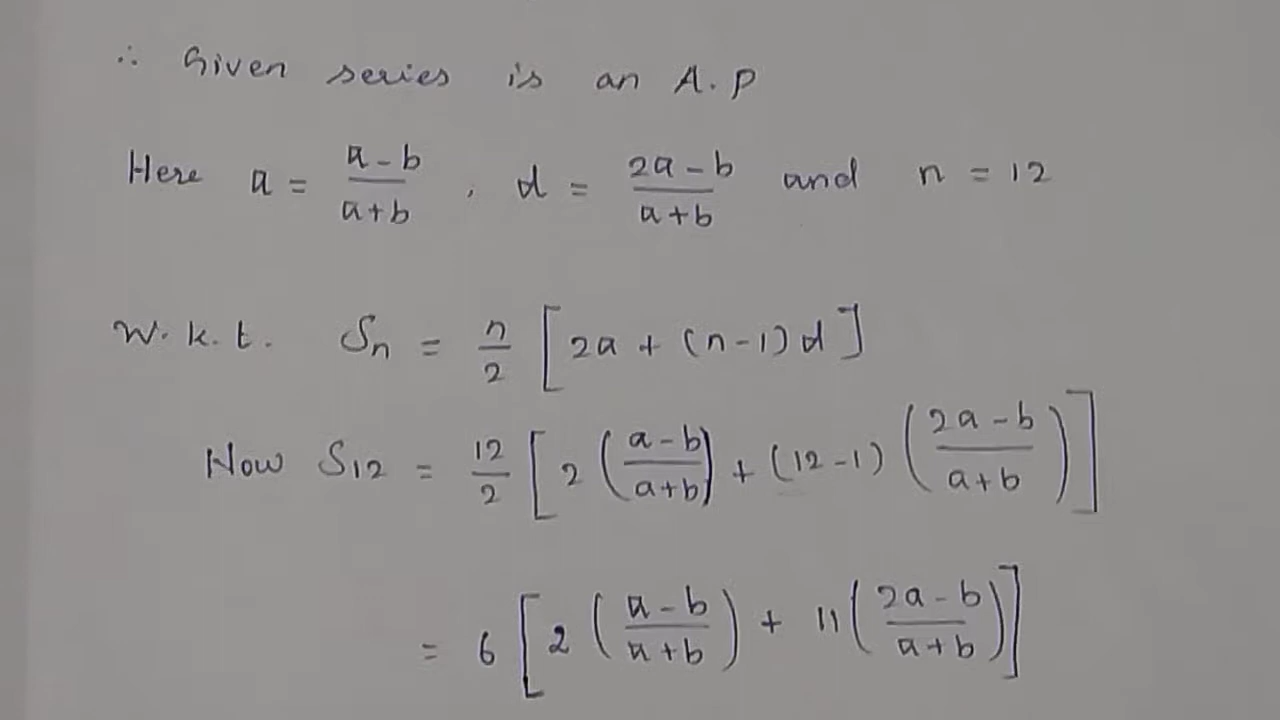 ∴ Given series is an A.P
Here a = (a-b)/(a+b), d = (2a-b)/(a+b) and n = 12
W.k.t. Sn = n/2 [2a + (n-1)d]
Now S12 = 12/2 [2((a-b)/(a+b)) + (12-1)((2a-b)/(a+b))]
= 6 [2((a-b)/(a+b)) + 11((2a-b)/(a+b))]